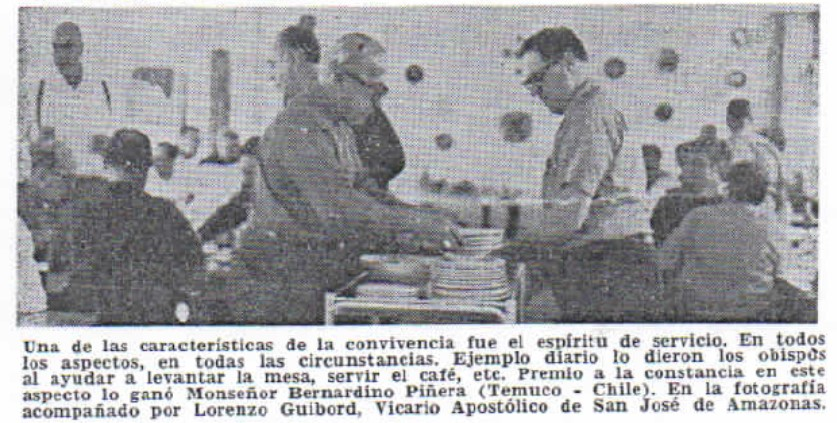 Una de las características de la convivencia fue el espíritu de servicio. En todos
los aspectos, en todas las circunstancias. Ejemplo diario lo dieron los obispos
al ayudar a levantar la mesa, servir el café, etc. Premio a la constancia en este
aspecto lo ganó Monseñor Bernardino Piñera (Temuco - Chile). En la fotografía
acompañado por Lorenzo Guibord, Vicario Apostólico de San José de Amazonas.